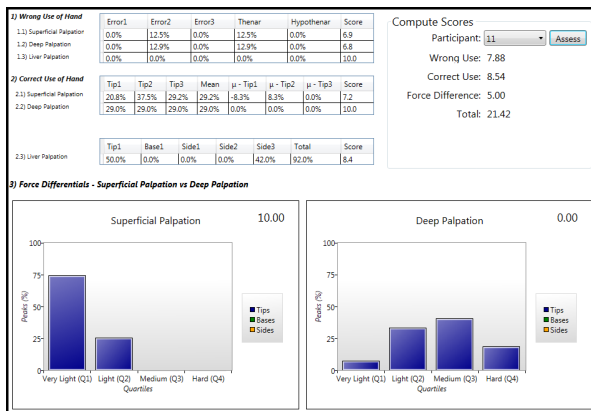 1) Wrong Use of Hand
Error1 Error2 Error3 Thenar Hypothenar Score
1.1) Superficial Palpation 0.0% 12.5% 0.0% 12.5% 0.0% 6.9
1.2) Deep Palpation 0.0% 12.9% 0.0% 12.9% 0.0% 6.8
1.3) Liver Palpation 0.0% 0.0% 0.0% 0.0% 0.0% 10.0
Compute Scores
Participant: 11 Assess
Wrong Use: 7.88
Correct Use: 8.54
Force Difference: 5.00
Total: 21.42
2) Correct Use of Hand
Tip1 Tip2 Tip3 Mean μ - Tip1 μ - Tip2 μ - Tip3 Score
2.1) Superficial Palpation 20.8% 37.5% 29.2% 29.2% -8.3% 8.3% 0.0% 7.2
2.2) Deep Palpation 29.0% 29.0% 29.0% 29.0% 0.0% 0.0% 0.0% 10.0
Tip1 Base1 Side1 Side2 Side3 Total Score
2.3) Liver Palpation 50.0% 0.0% 0.0% 0.0% 42.0% 92.0% 8.4
3) Force Differentials - Superficial Palpation vs Deep Palpation
Superficial Palpation 10.00
100
75
50
25
0
Peaks (%)
Very Light (Q1) Light (Q2) Medium (Q3) Hard (Q4)
Quartiles
Tips
Bases
Sides
Deep Palpation 0.00
100
75
50
25
0
Peaks (%)
Very Light (Q1) Light (Q2) Medium (Q3) Hard (Q4)
Quartiles
Tips
Bases
Sides